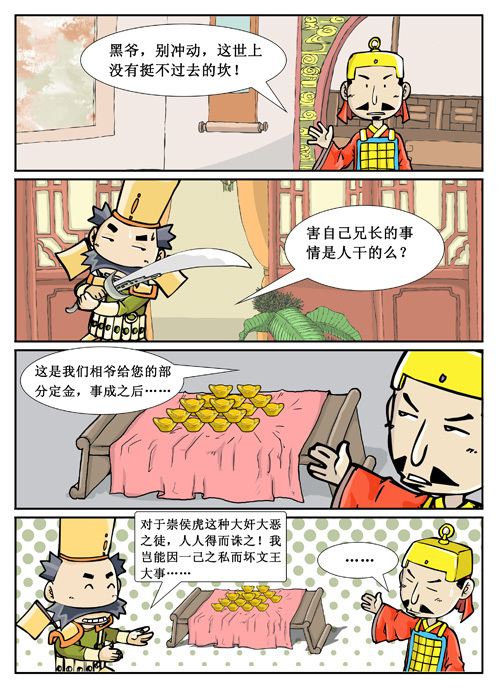 黑爷，别冲动，这世上
没有挺不过去的坎！
害自己兄长的事
情是人干的么？
这是我们相爷给您的部
分定金，事成之后……
对于崇侯虎这种大奸大恶
之徒，人人得而诛之！我
岂能因一己之私而坏文王
大事……
……